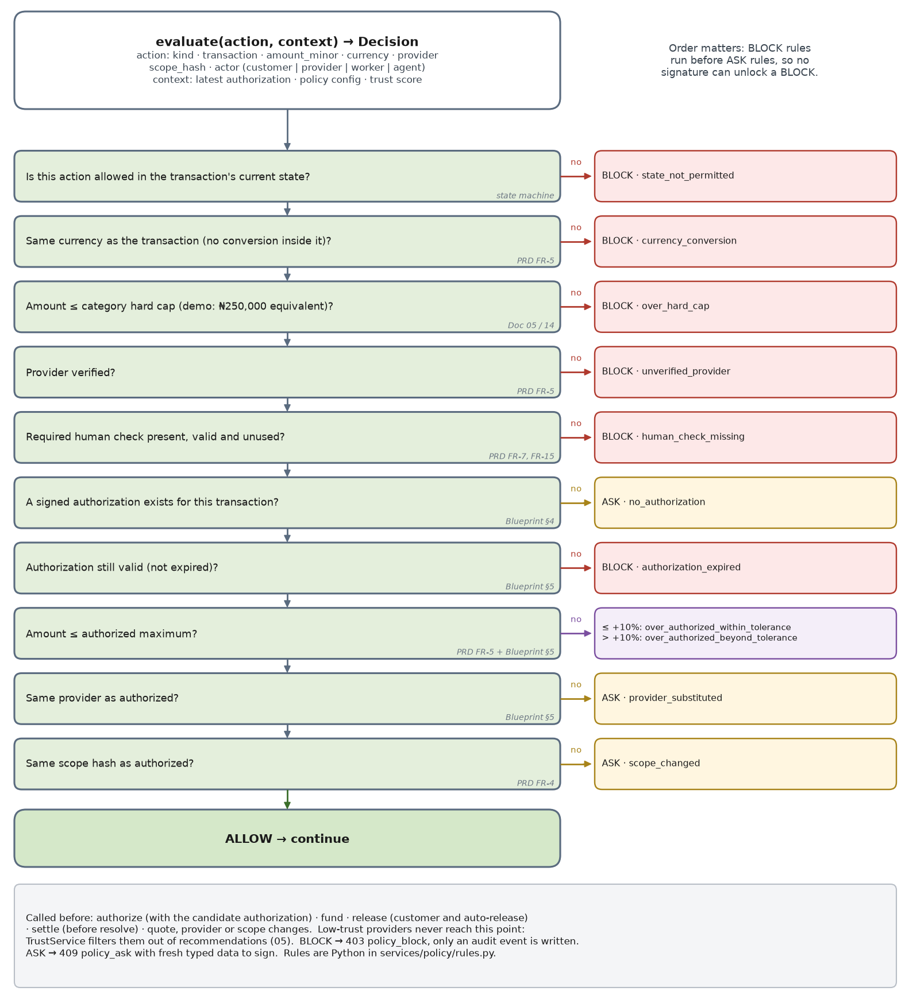 evaluate(action, context) → Decision
action: kind · transaction · amount_minor · currency · provider
scope_hash · actor (customer | provider | worker | agent)
context: latest authorization · policy config · trust score
Order matters: BLOCK rules
run before ASK rules, so no
signature can unlock a BLOCK.
Is this action allowed in the transaction's current state?
state machine
no
BLOCK · state_not_permitted
Same currency as the transaction (no conversion inside it)?
PRD FR-5
no
BLOCK · currency_conversion
Amount ≤ category hard cap (demo: ₦250,000 equivalent)?
Doc 05 / 14
no
BLOCK · over_hard_cap
Provider verified?
PRD FR-5
no
BLOCK · unverified_provider
Required human check present, valid and unused?
PRD FR-7, FR-15
no
BLOCK · human_check_missing
A signed authorization exists for this transaction?
Blueprint §4
no
ASK · no_authorization
Authorization still valid (not expired)?
Blueprint §5
no
BLOCK · authorization_expired
Amount ≤ authorized maximum?
PRD FR-5 + Blueprint §5
no
≤ +10%: over_authorized_within_tolerance
> +10%: over_authorized_beyond_tolerance
Same provider as authorized?
Blueprint §5
no
ASK · provider_substituted
Same scope hash as authorized?
PRD FR-4
no
ASK · scope_changed
ALLOW → continue
Called before: authorize (with the candidate authorization) · fund · release (customer and auto-release)
· settle (before resolve) · quote, provider or scope changes.  Low-trust providers never reach this point:
TrustService filters them out of recommendations (05).  BLOCK → 403 policy_block, only an audit event is written.
ASK → 409 policy_ask with fresh typed data to sign.  Rules are Python in services/policy/rules.py.